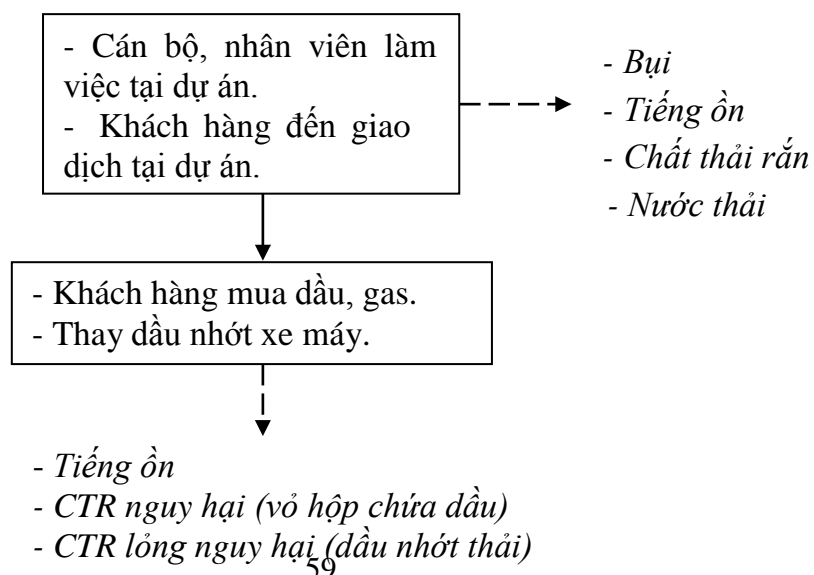 - Cán bộ, nhân viên làm
việc tại dự án.
- Khách hàng đến giao
dịch tại dự án.
- Bụi
- Tiếng ồn
- Chất thải rắn
- Nước thải
- Khách hàng mua dầu, gas.
- Thay dầu nhớt xe máy.
- Tiếng ồn
- CTR nguy hại (vỏ hộp chứa dầu)
- CTR lỏng nguy hại (dầu nhớt thải)
59